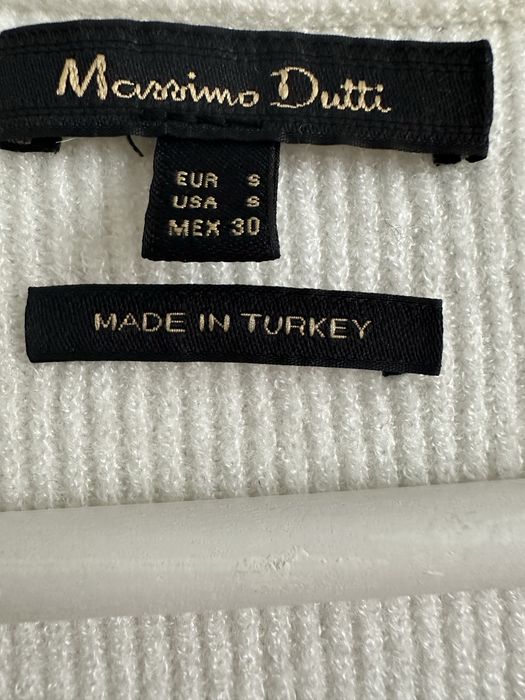 Massimo Dutti
EUR S
USA S
MEX 30
MADE IN TURKEY